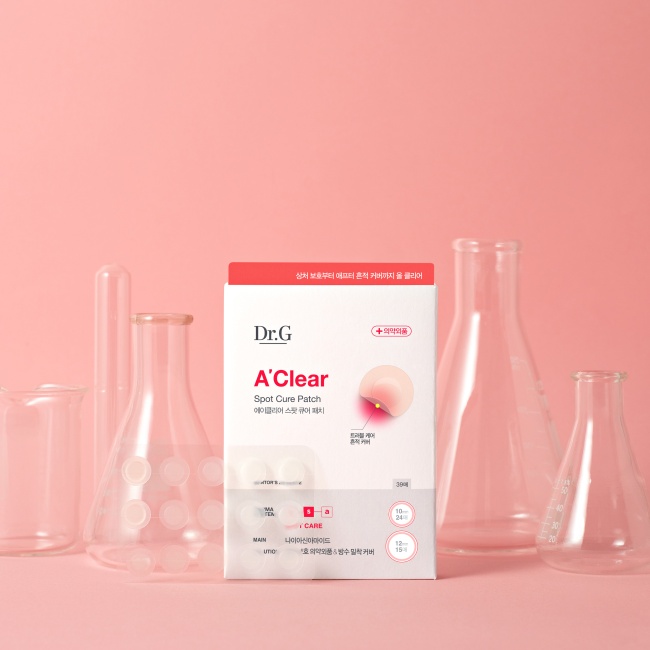 상처 보호부터 애프터 흔적 커버까지 올 클리어
Dr.G
+ 의약외품
A'Clear
Spot Cure Patch
에이클리어 스팟 큐어 패치
트러블 케어
흔적 커버
39매
s a
CARE
10mm
24매
MAIN
나이아신아마이드
12mm
15매
의약외품 & 방수 밀착 커버
50
40
20